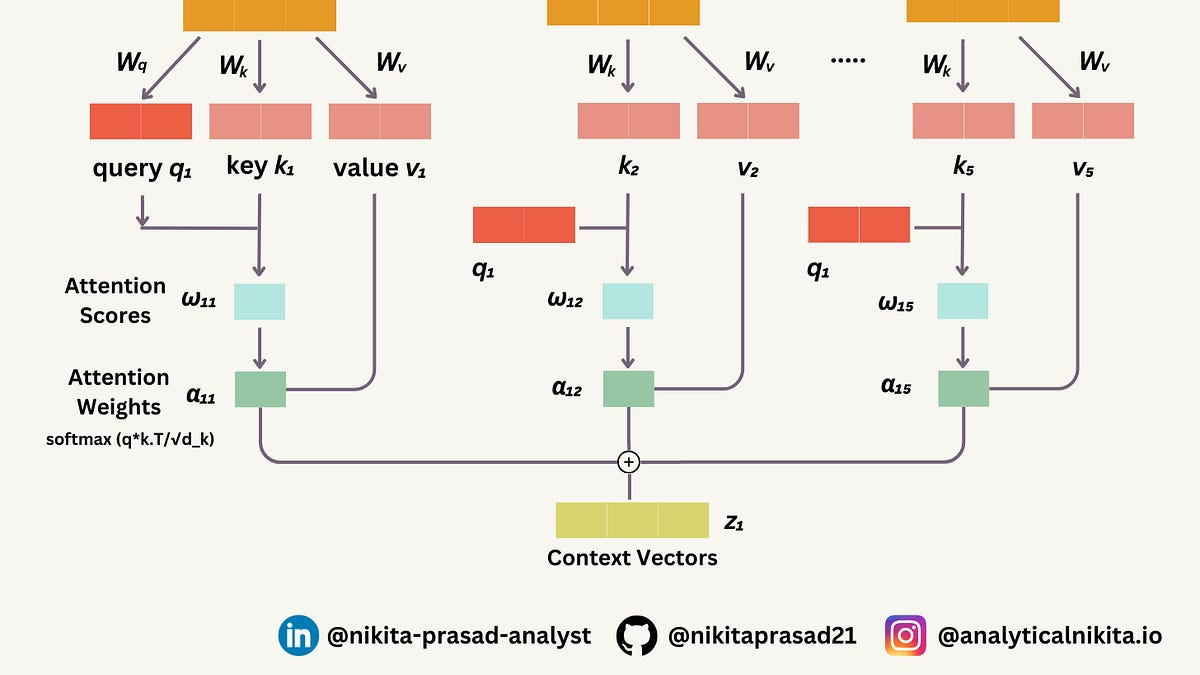 Wq Wk Wv Wk Wv ..... Wk Wv
query q₁ key k₁ value v₁ k₂ v₂ k₅ v₅
q₁ q₁
Attention
Scores
ω₁₁ ω₁₂ ω₁₅
Attention
Weights
α₁₁ α₁₂ α₁₅
softmax (q*k.T/√d_k)
+
z₁
Context Vectors
in @nikita-prasad-analyst @nikitaprasad21 @analyticalnikita.io